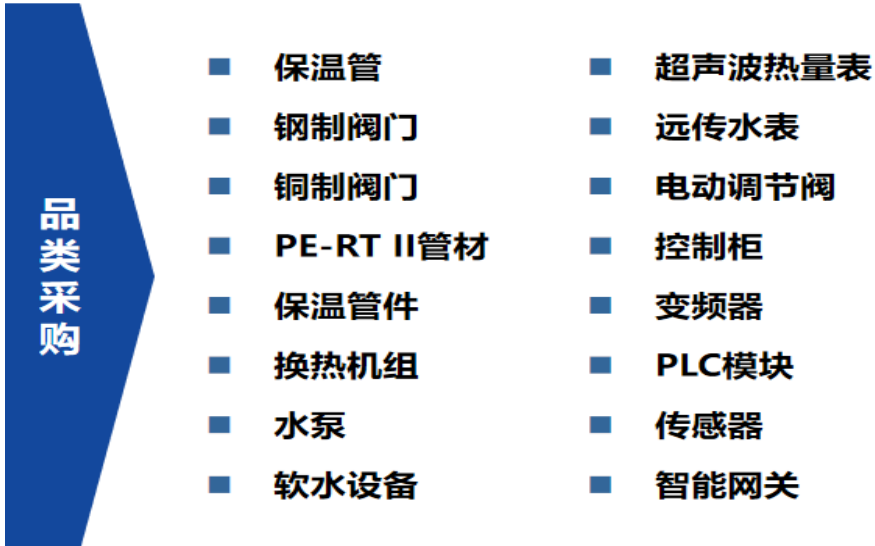 品类采购
保温管
钢制阀门
铜制阀门
PE-RT II管材
保温管件
换热机组
水泵
软水设备
超声波热量表
远传水表
电动调节阀
控制柜
变频器
PLC模块
传感器
智能网关